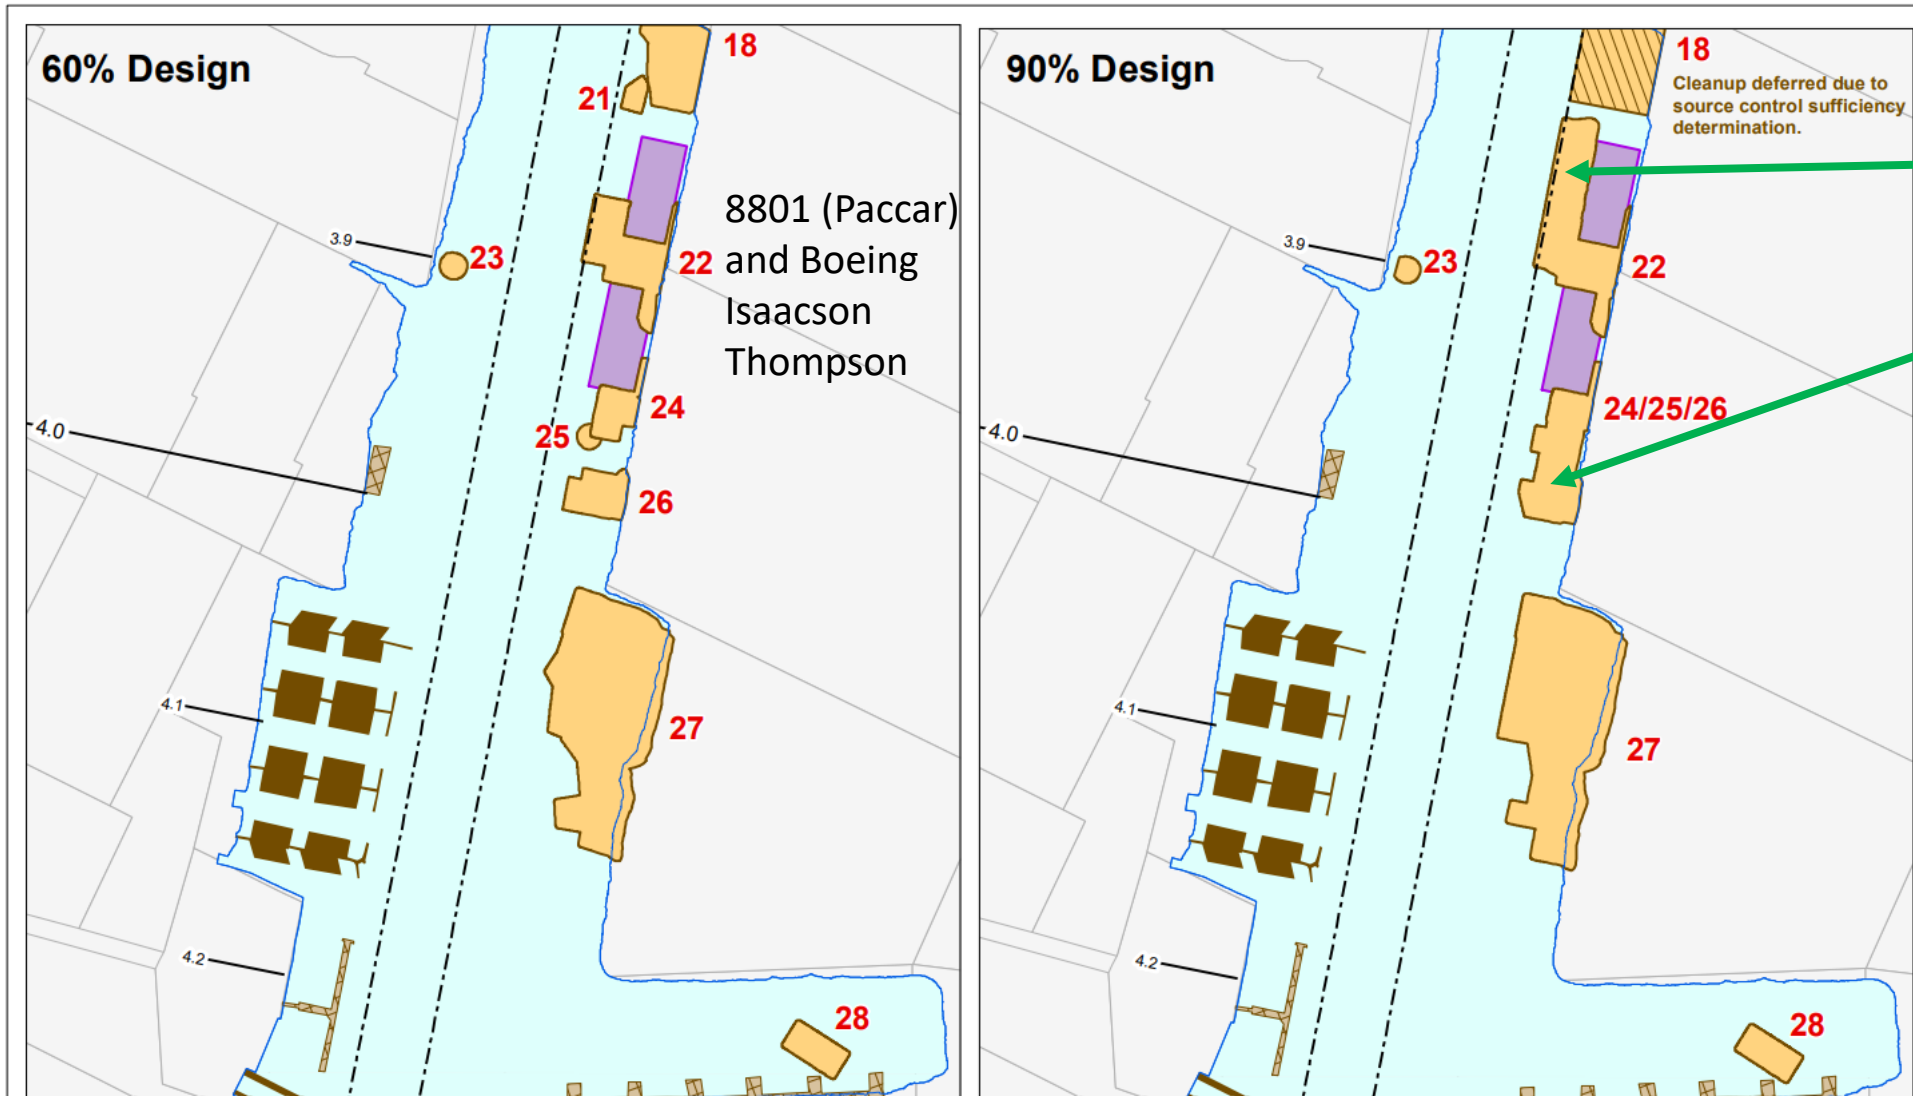 60% Design
18
21
8801 (Paccar)
and Boeing
Isaacson
Thompson
3.9
23
22
24
4.0
25
26
4.1
27
4.2
28
90% Design
18
Cleanup deferred due to
source control sufficiency
determination.
3.9
23
22
24/25/26
4.0
4.1
27
4.2
28